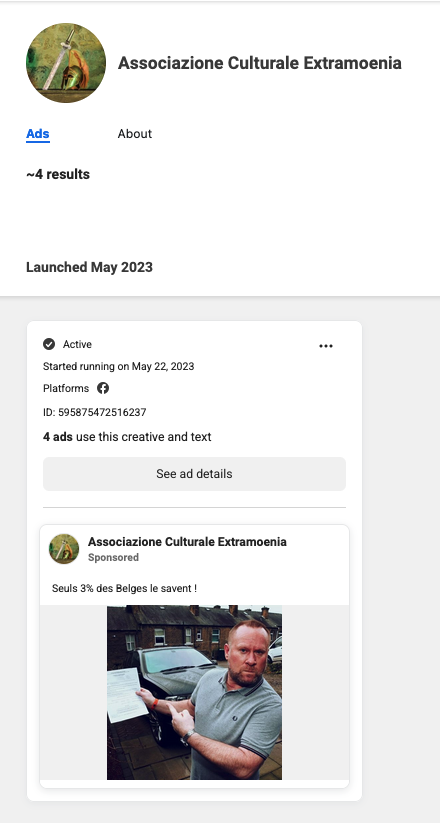 Associazione Culturale Extramoenia
Ads About
~4 results
Launched May 2023
Active
Started running on May 22, 2023
Platforms
ID: 595875472516237
4 ads use this creative and text
See ad details
Associazione Culturale Extramoenia
Sponsored
Seuls 3% des Belges le savent !